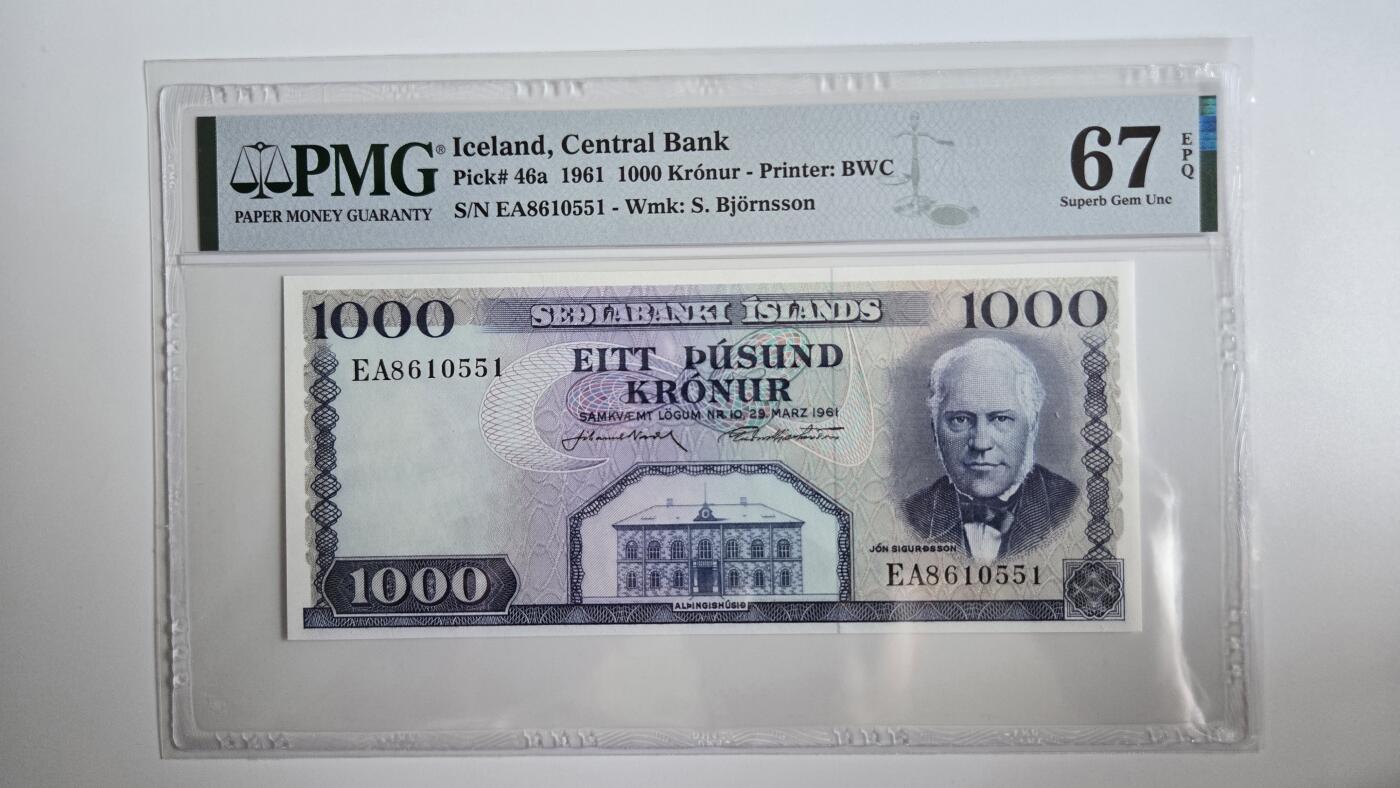 PMG®
PAPER MONEY GUARANTY
Iceland, Central Bank
Pick# 46a 1961 1000 Krónur - Printer: BWC
S/N EA8610551 - Wmk: S. Björnsson
67
EPQ
Superb Gem Unc
1000
SEÐLABANKI ÍSLANDS
1000
EA8610551
EITT ÞÚSUND
KRÓNUR
SAMKVÆMT LÖGUM NR. 10, 29. MARZ 1961
JÓN SIGURÐSSON
EA8610551
1000
ALÞINGISHÚSIÐ